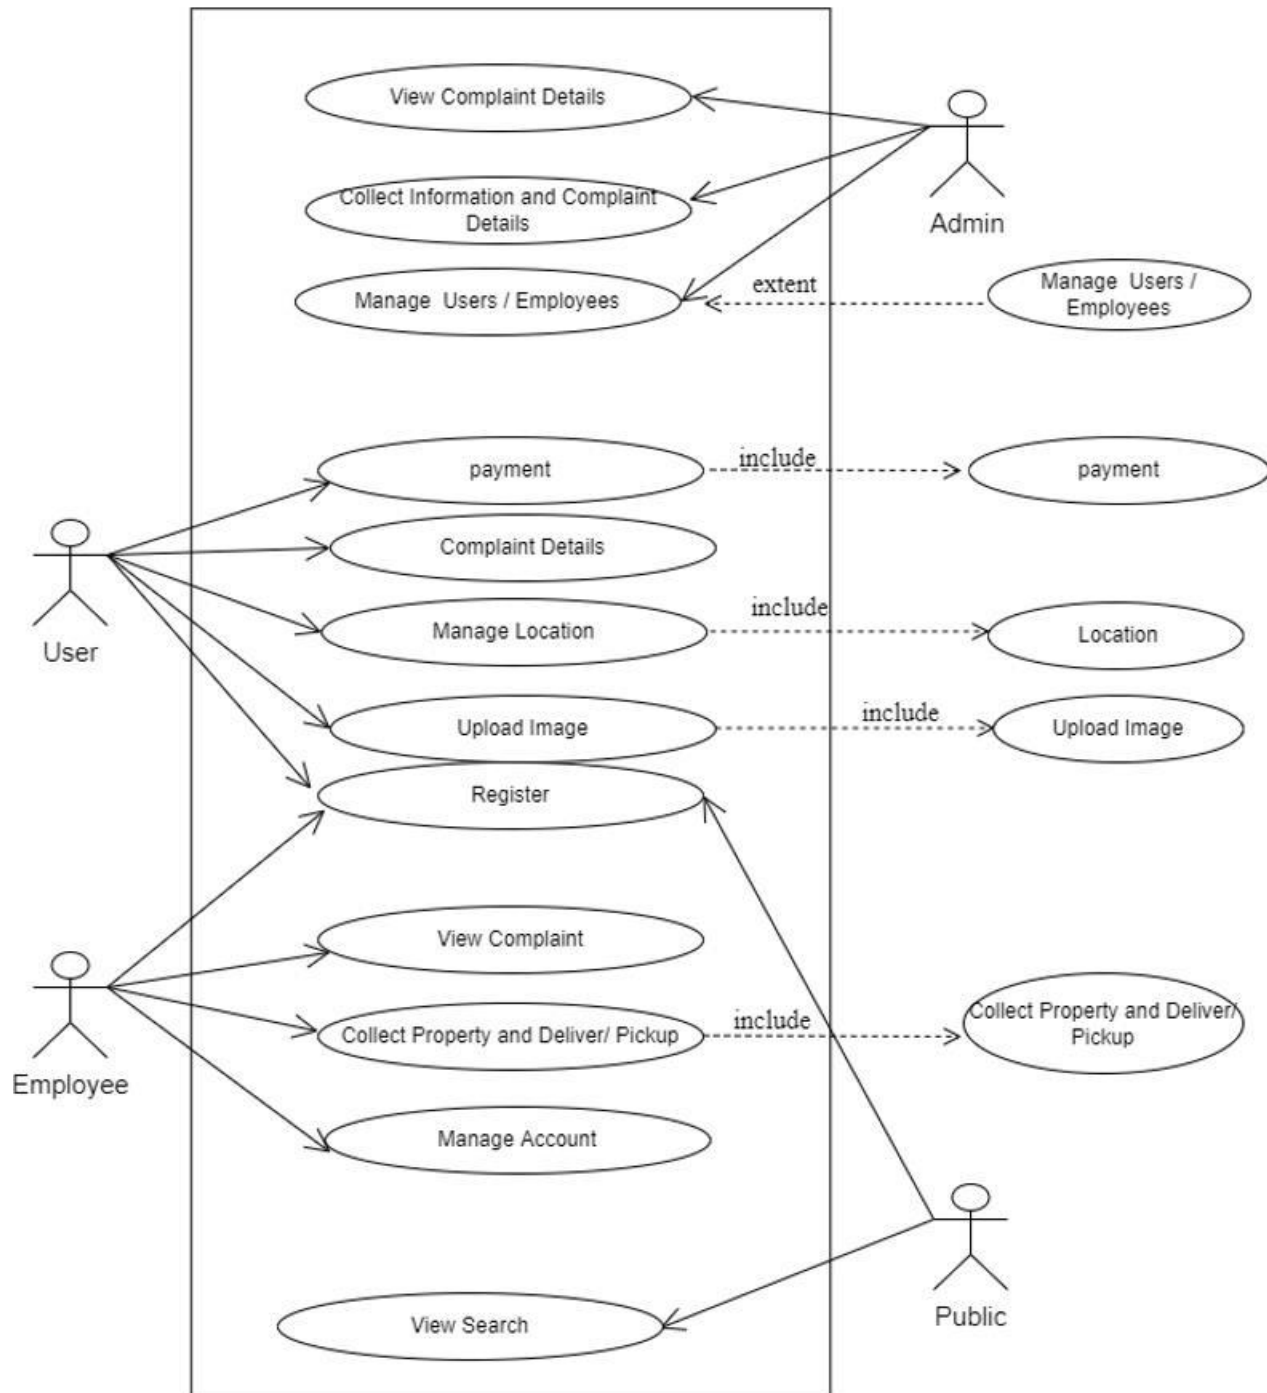 View Complaint Details
Admin
Collect Information and Complaint
Details
Manage Users / Employees
extent
Manage Users /
Employees
payment
include
payment
User
Complaint Details
Manage Location
include
Location
Upload Image
include
Upload Image
Register
Employee
View Complaint
Collect Property and Deliver/ Pickup
include
Collect Property and Deliver/
Pickup
Manage Account
Public
View Search